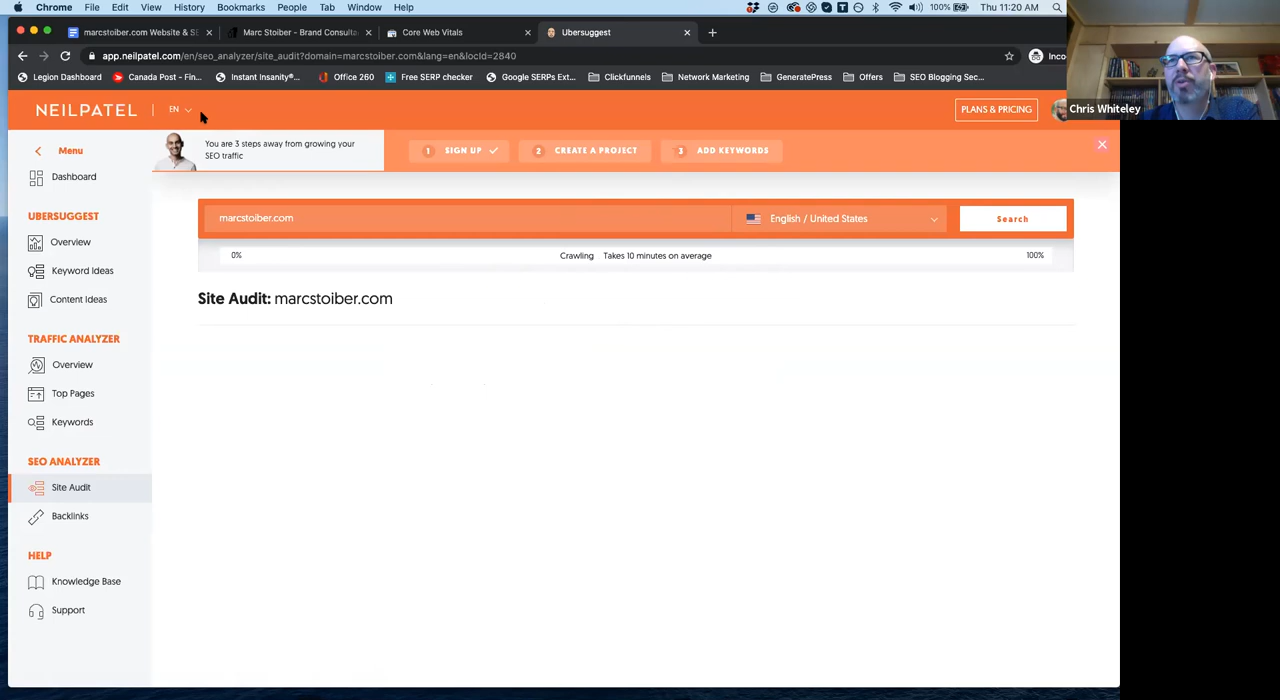 Chrome File Edit View History Bookmarks People Tab Window Help
100% Thu 11:20 AM
marcstoiber.com Website & SE
Marc Stoiber - Brand Consulta
Core Web Vitals
Ubersuggest
app.neilpatel.com/en/seo_analyzer/site_audit?domain=marcstoiber.com&lang=en&locId=2840
Inco
Legion Dashboard
Canada Post - Fin...
Instant Insanity®...
Office 260
Free SERP checker
Google SERPs Ext...
Clickfunnels
Network Marketing
GeneratePress
Offers
SEO Blogging Sec...
Chris Whiteley
NEILPATEL
EN
PLANS & PRICING
You are 3 steps away from growing your
SEO traffic
1 SIGN UP
2 CREATE A PROJECT
3 ADD KEYWORDS
Menu
Dashboard
UBERSUGGEST
Overview
Keyword Ideas
Content Ideas
TRAFFIC ANALYZER
Overview
Top Pages
Keywords
SEO ANALYZER
Site Audit
Backlinks
HELP
Knowledge Base
Support
marcstoiber.com
English / United States
Search
0%
Crawling Takes 10 minutes on average
100%
Site Audit: marcstoiber.com